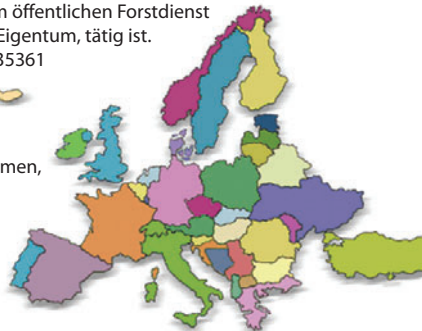 öffentlichen Forstdienst
Eigentum, tätig ist.
35361
men,